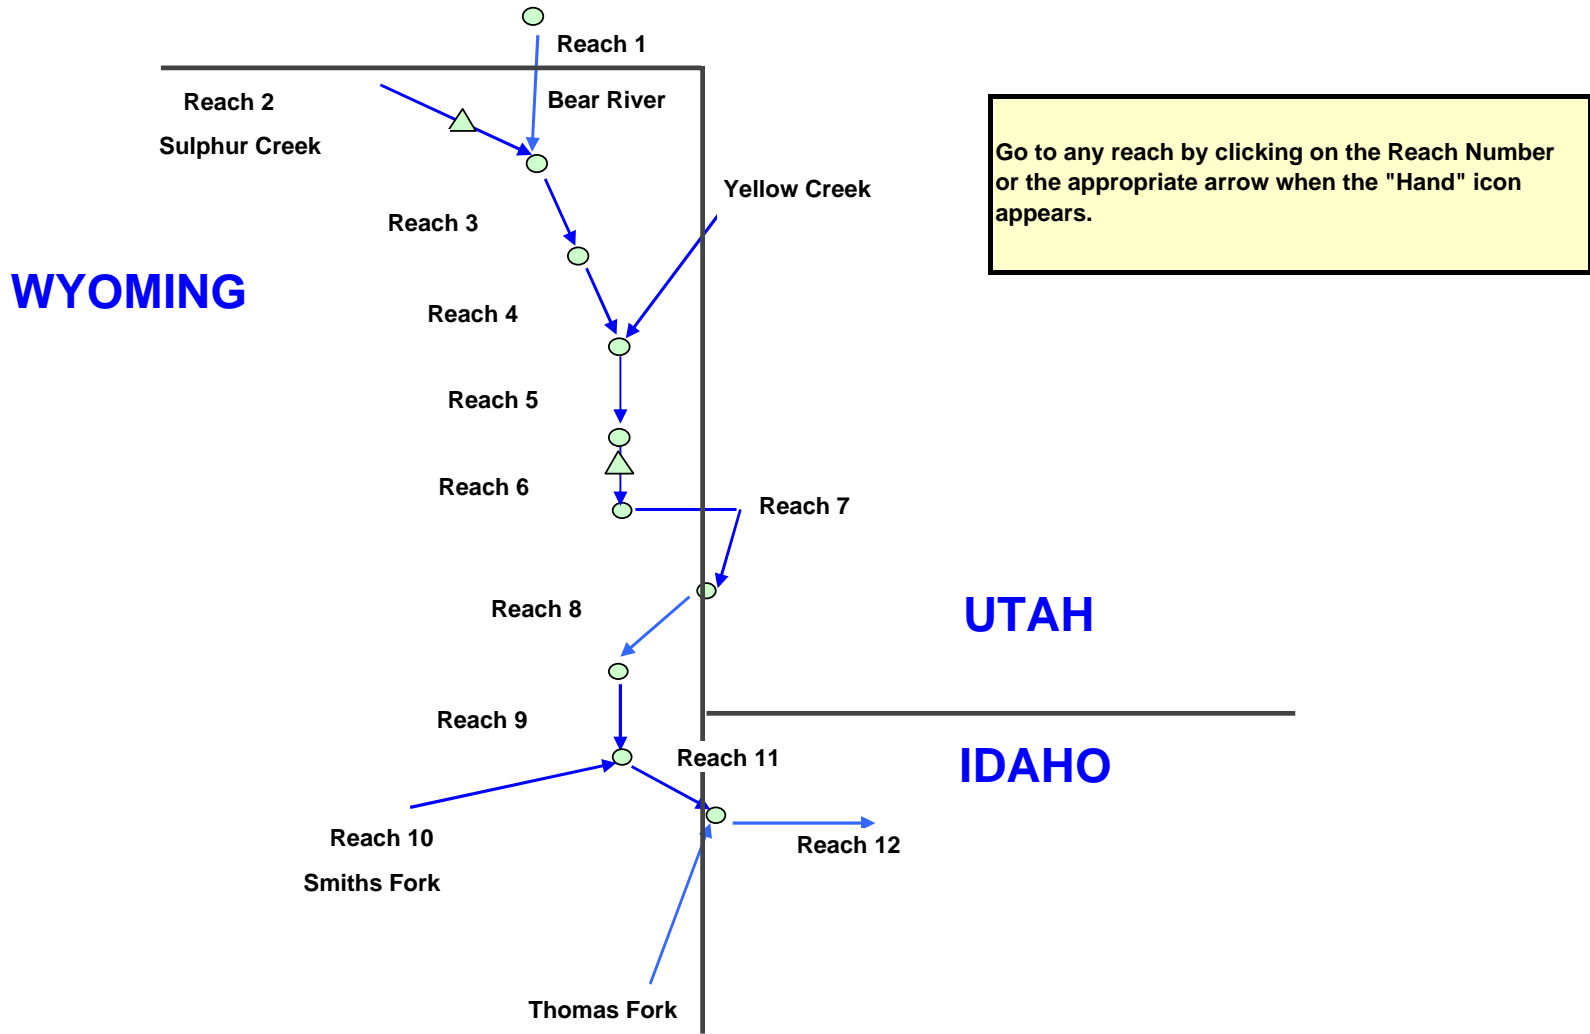 Reach 1
Reach 2
Bear River
Sulphur Creek
Go to any reach by clicking on the Reach Number
or the appropriate arrow when the "Hand" icon
appears.
Yellow Creek
Reach 3
WYOMING
Reach 4
Reach 5
Reach 6
Reach 7
Reach 8
UTAH
Reach 9
Reach 11
IDAHO
Reach 10
Reach 12
Smiths Fork
Thomas Fork